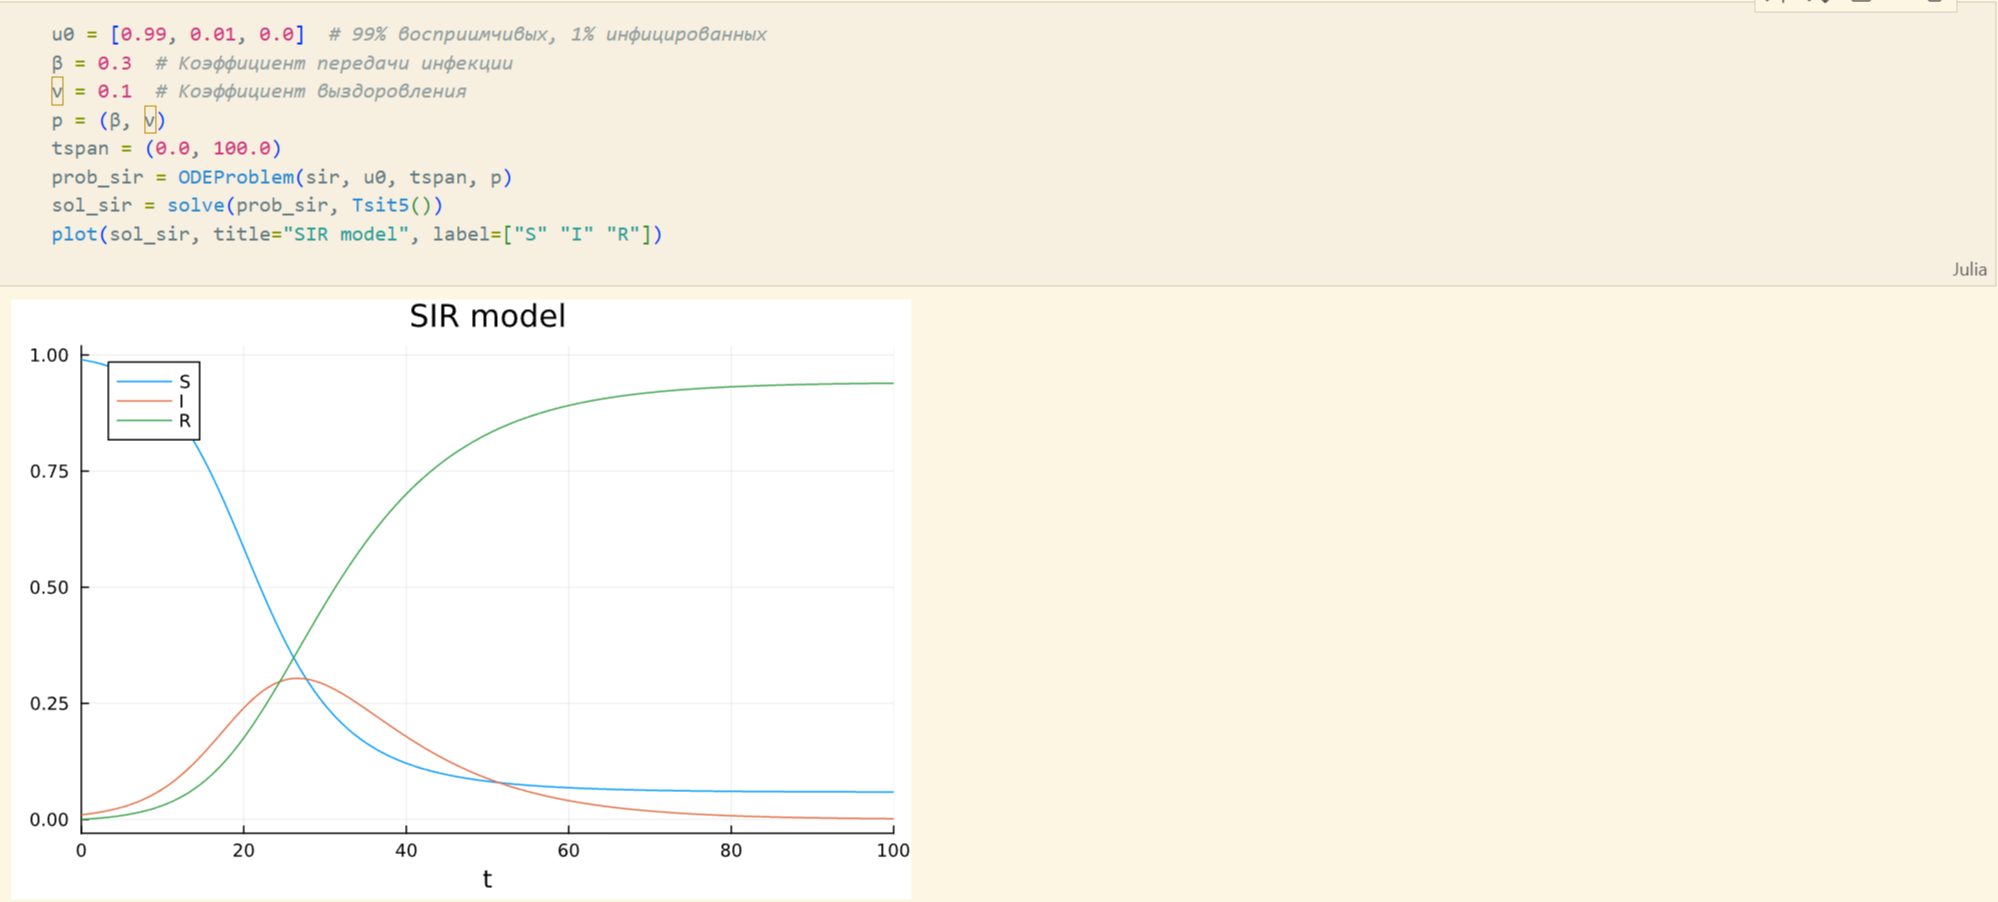 u0 = [0.99, 0.01, 0.0]  # 99% восприимчивых, 1% инфицированных
β = 0.3  # Коэффициент передачи инфекции
ν = 0.1  # Коэффициент выздоровления
p = (β, ν)
tspan = (0.0, 100.0)
prob_sir = ODEProblem(sir, u0, tspan, p)
sol_sir = solve(prob_sir, Tsit5())
plot(sol_sir, title="SIR model", label=["S" "I" "R"])
Julia
SIR model
1.00
S
I
R
0.75
0.50
0.25
0.00
0 20 40 60 80 100
t